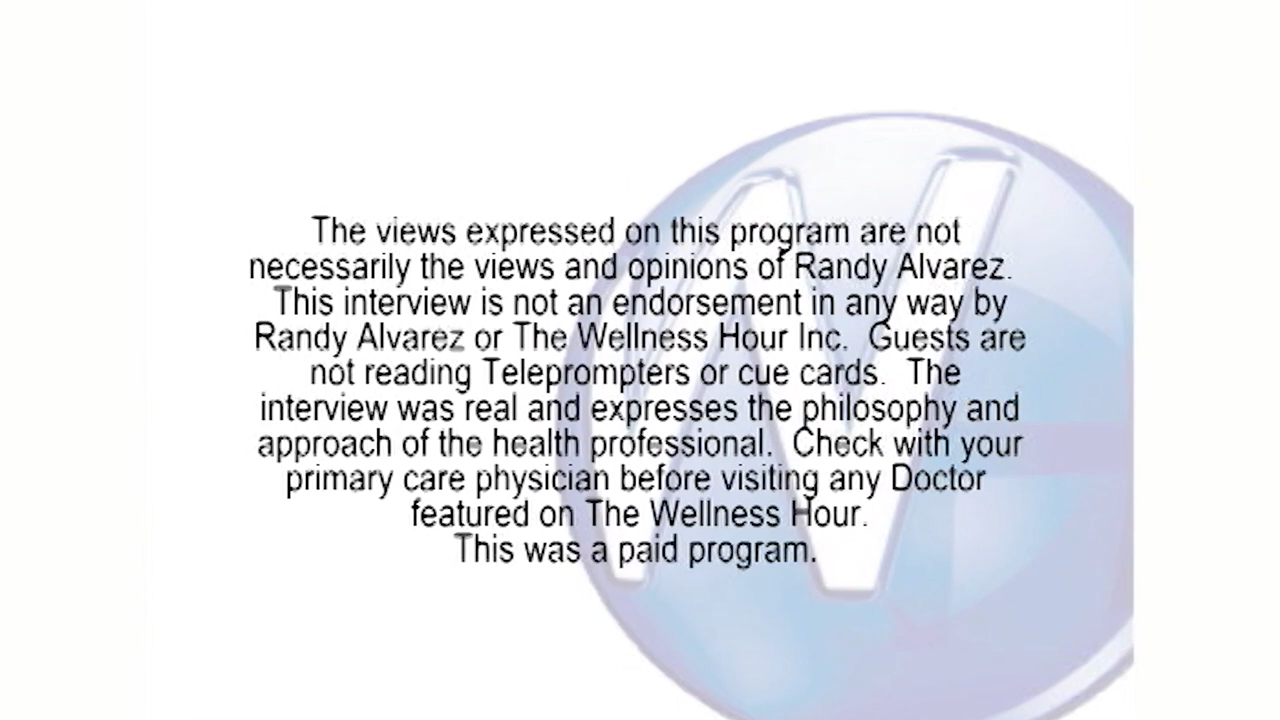 The views expressed on this program are not
necessarily the views and opinions of Randy Alvarez.
This interview is not an endorsement in any way by
Randy Alvarez or The Wellness Hour Inc.  Guests are
not reading Teleprompters or cue cards.  The
interview was real and expresses the philosophy and
approach of the health professional.  Check with your
primary care physician before visiting any Doctor
featured on The Wellness Hour.
This was a paid program.